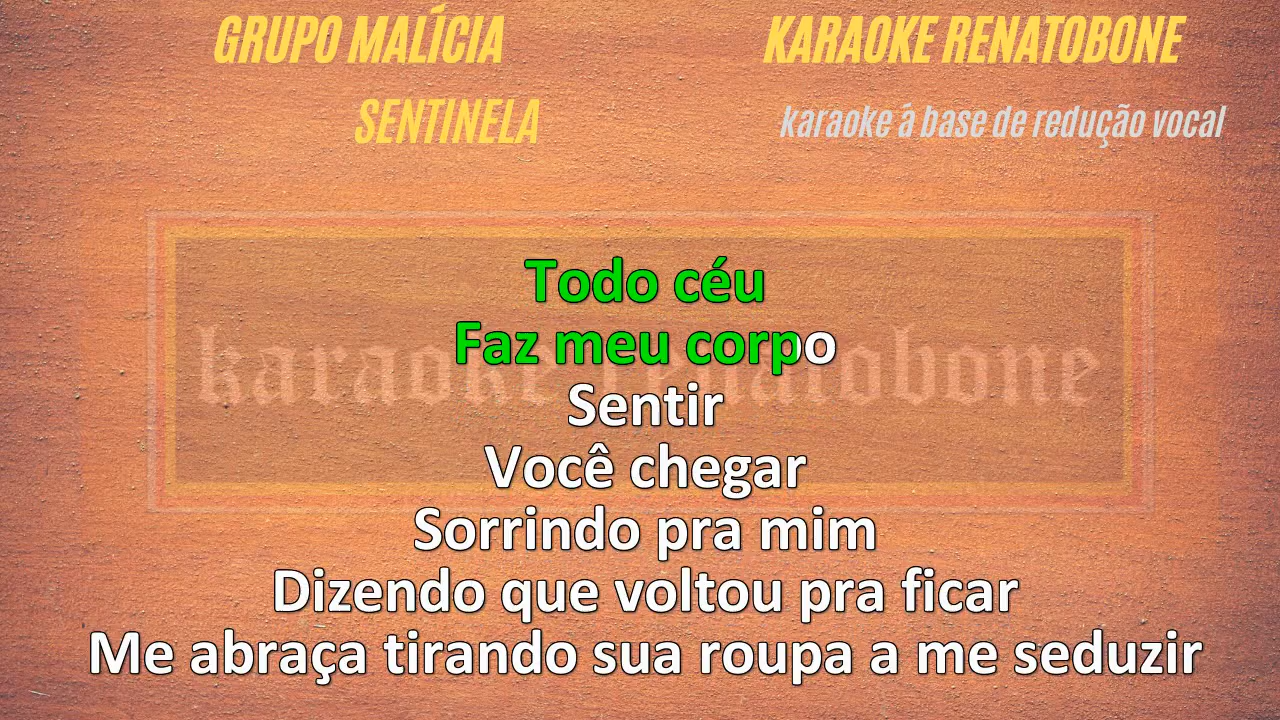 GRUPO MALÍCIA
KARAOKE RENATOBONE
SENTINELA
karaoke á base de redução vocal
Todo céu
Faz meu corpo
karaoke renatobone
Sentir
Você chegar
Sorrindo pra mim
Dizendo que voltou pra ficar
Me abraça tirando sua roupa a me seduzir